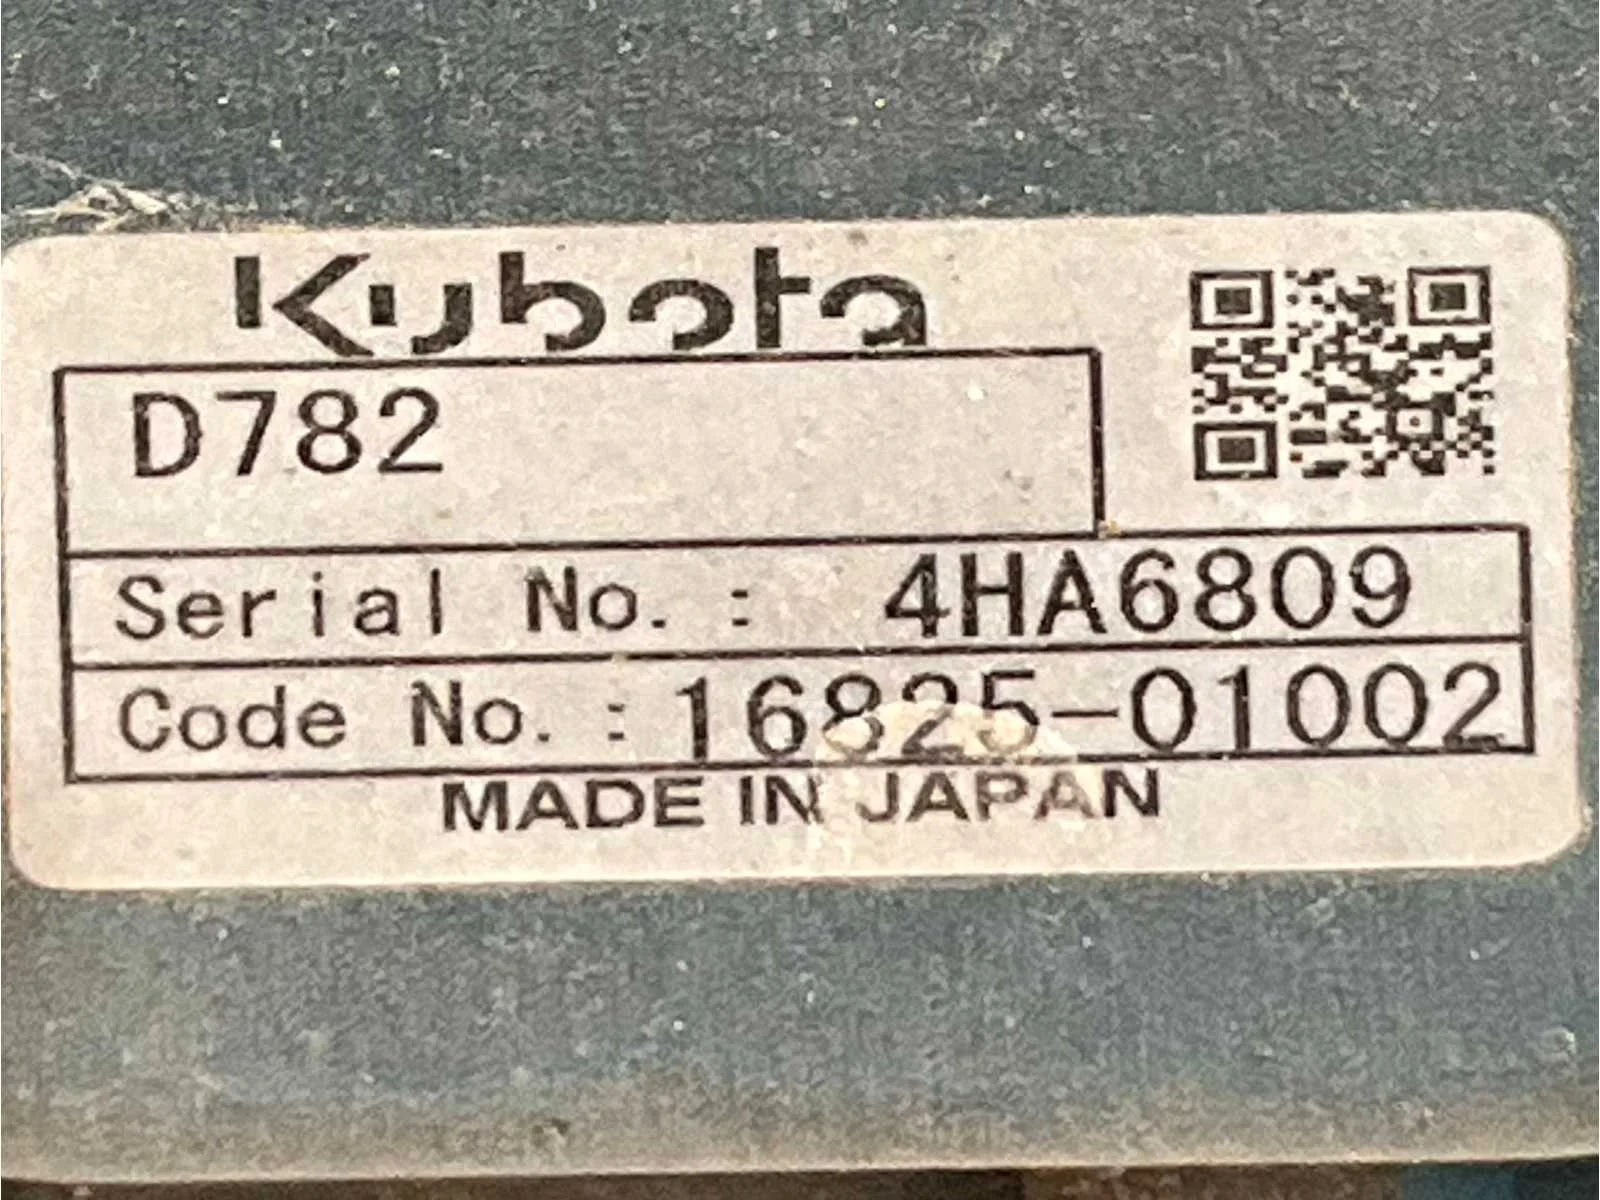 Kubota
D782
Serial No.: 4HA6809
Code No.:16825-01002
MADE IN JAPAN